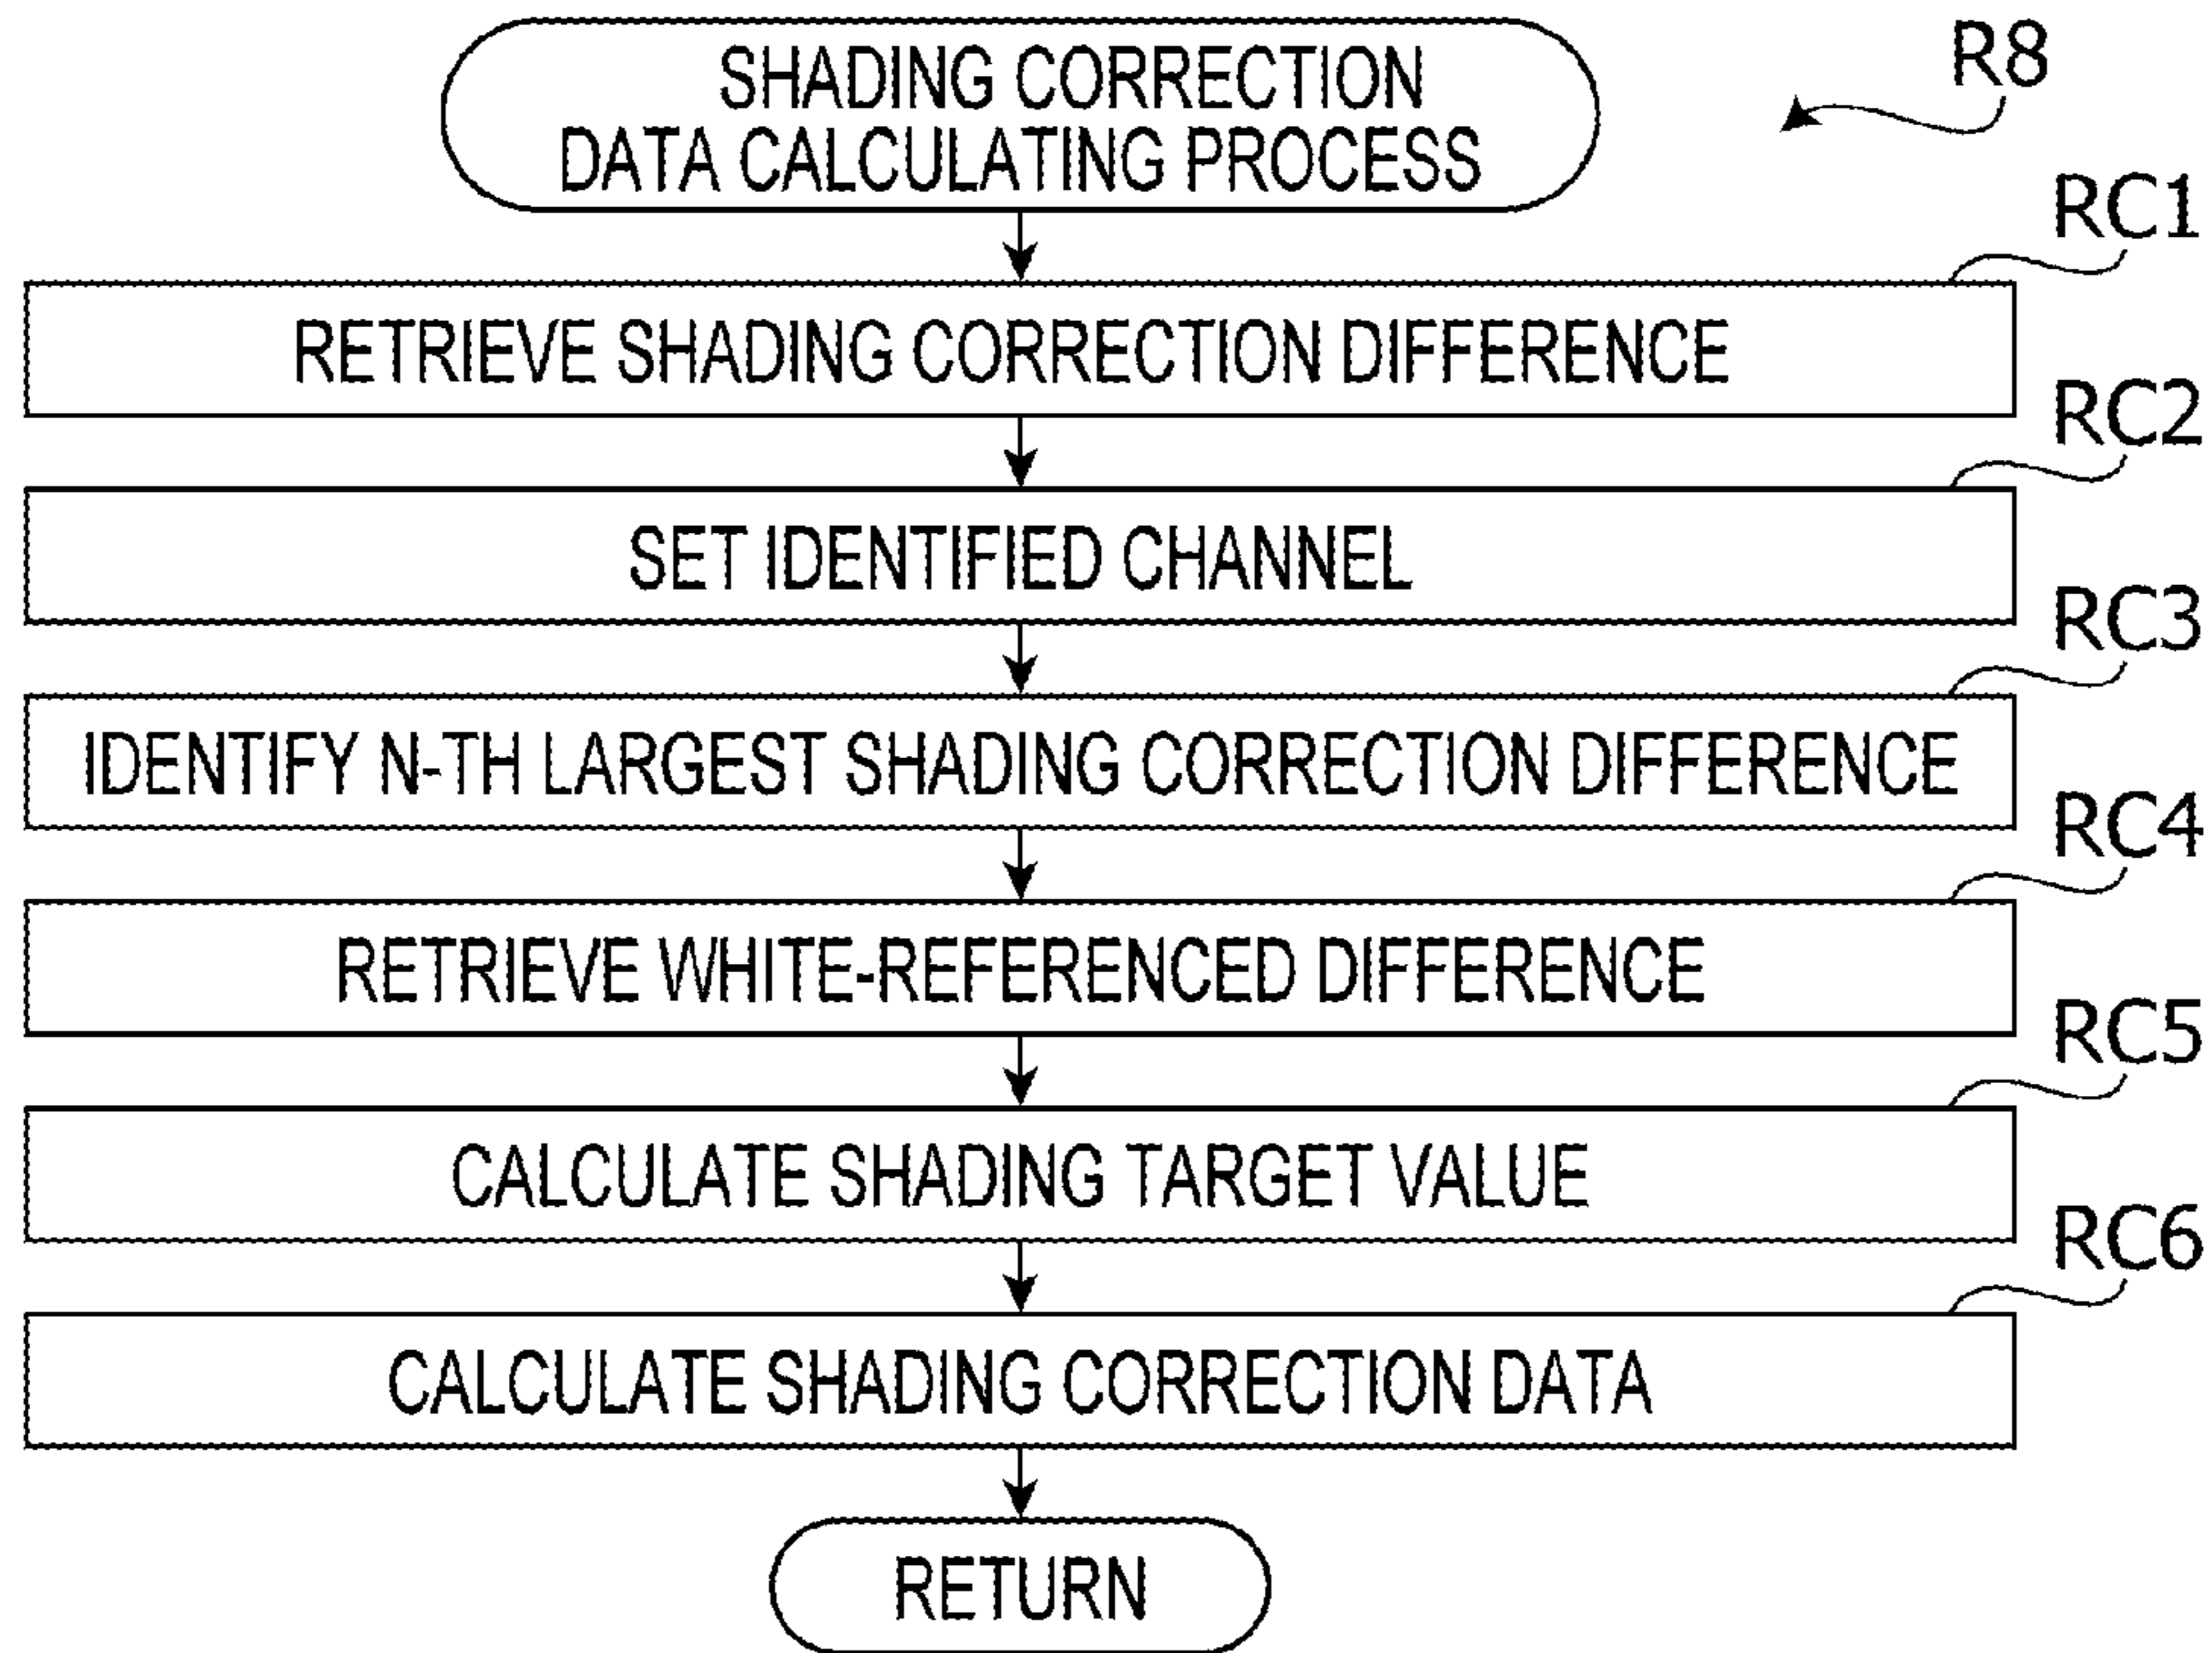 SHADING CORRECTION
DATA CALCULATING PROCESS
R8
RC1
RETRIEVE SHADING CORRECTION DIFFERENCE
RC2
SET IDENTIFIED CHANNEL
RC3
IDENTIFY N-TH LARGEST SHADING CORRECTION DIFFERENCE
RC4
RETRIEVE WHITE-REFERENCED DIFFERENCE
RC5
CALCULATE SHADING TARGET VALUE
RC6
CALCULATE SHADING CORRECTION DATA
RETURN